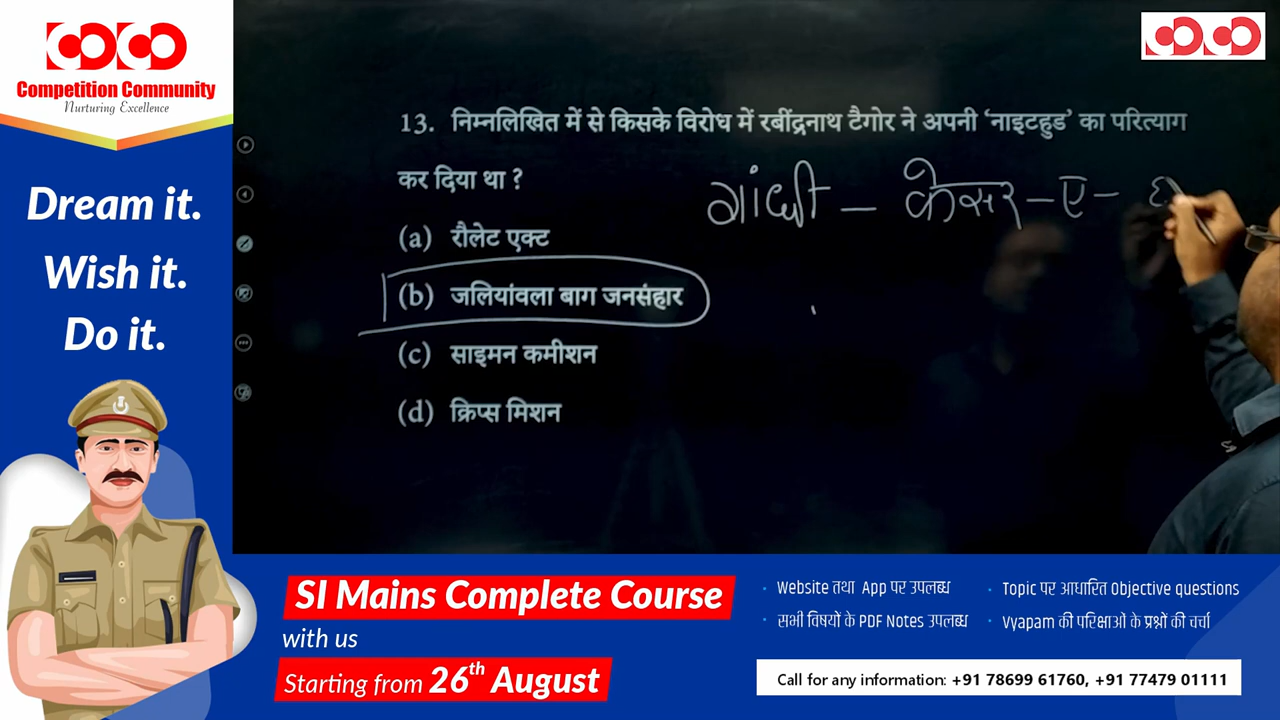 COCO
Competition Community
Nurturing Excellence
Dream it.
Wish it.
Do it.
COCO
13. निम्नलिखित में से किसके विरोध में रबींद्रनाथ टैगोर ने अपनी ‘नाइटहुड’ का परित्याग
कर दिया था ?
गांधी – केसर-ए-
(a) रौलेट एक्ट
(b) जलियांवला बाग जनसंहार
(c) साइमन कमीशन
(d) क्रिप्स मिशन
SI Mains Complete Course
with us
Starting from 26th August
· Website तथा App पर उपलब्ध
· सभी विषयों के PDF Notes उपलब्ध
· Topic पर आधारित Objective questions
· Vyapam की परिक्षाओं के प्रश्नों की चर्चा
Call for any information: +91 78699 61760, +91 77479 01111